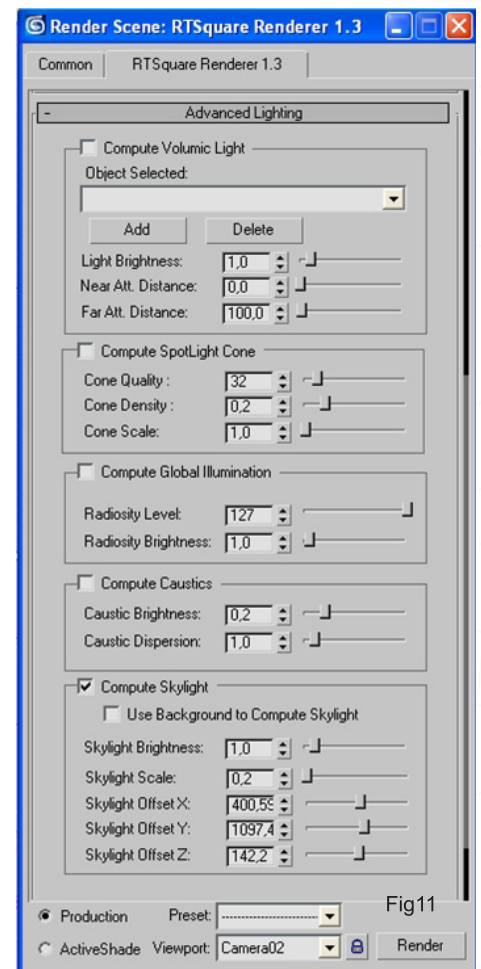 Render Scene: RTSquare Renderer 1.3
Common
RTSquare Renderer 1.3
- Advanced Lighting
Compute Volumic Light
Object Selected:
Add Delete
Light Brightness: 1,0
Near Att. Distance: 0,0
Far Att. Distance: 100,0
Compute SpotLight Cone
Cone Quality : 32
Cone Density : 0,2
Cone Scale: 1,0
Compute Global Illumination
Radiosity Level: 127
Radiosity Brightness: 1,0
Compute Caustics
Caustic Brightness: 0,2
Caustic Dispersion: 1,0
Compute Skylight
Use Background to Compute Skylight
Skylight Brightness: 1,0
Skylight Scale: 0,2
Skylight Offset X: 400,59
Skylight Offset Y: 1097,4
Skylight Offset Z: 142,2
Fig11
Production Preset: --------------------
ActiveShade Viewport: Camera02 Render